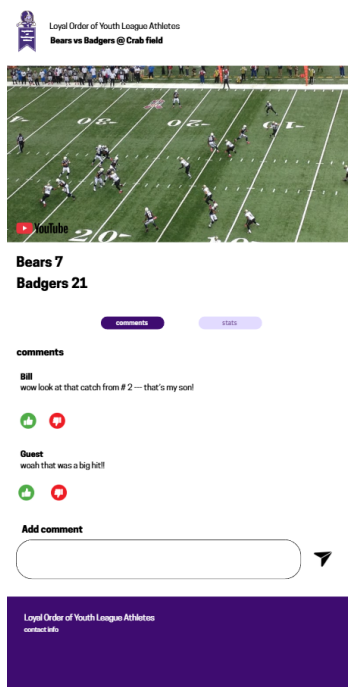 Loyal Order of Youth League Athletes
Bears vs Badgers @ Crab field
YouTube
Bears 7
Badgers 21
comments
stats
comments
Bill
wow look at that catch from # 2 — that's my son!
Guest
woah that was a big hit!!
Add comment
Loyal Order of Youth League Athletes
contact info